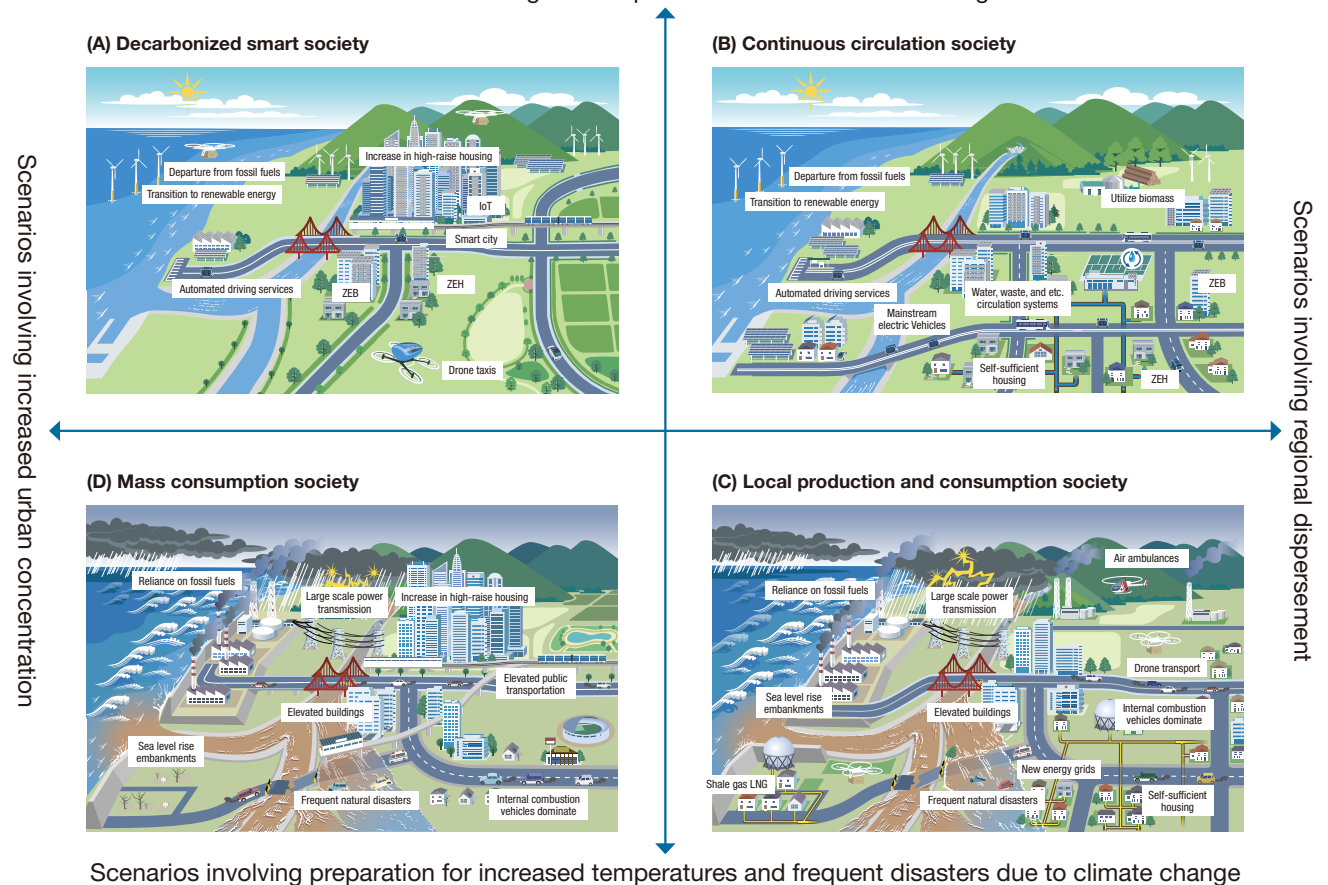 (A) Decarbonized smart society
Departure from fossil fuels
Transition to renewable energy
Increase in high-raise housing
IoT
Smart city
Automated driving services
ZEB
ZEH
Drone taxis
(B) Continuous circulation society
Departure from fossil fuels
Transition to renewable energy
Utilize biomass
Automated driving services
Water, waste, and etc.
circulation systems
ZEB
Mainstream
electric Vehicles
Self-sufficient
housing
ZEH
Scenarios involving increased urban concentration
Scenarios involving regional dispersement
(D) Mass consumption society
Reliance on fossil fuels
Large scale power
transmission
Increase in high-raise housing
Elevated public
transportation
Elevated buildings
Sea level rise
embankments
Frequent natural disasters
Internal combustion
vehicles dominate
(C) Local production and consumption society
Air ambulances
Reliance on fossil fuels
Large scale power
transmission
Drone transport
Sea level rise
embankments
Elevated buildings
Internal combustion
vehicles dominate
New energy grids
Shale gas LNG
Frequent natural disasters
Self-sufficient
housing
Scenarios involving preparation for increased temperatures and frequent disasters due to climate change